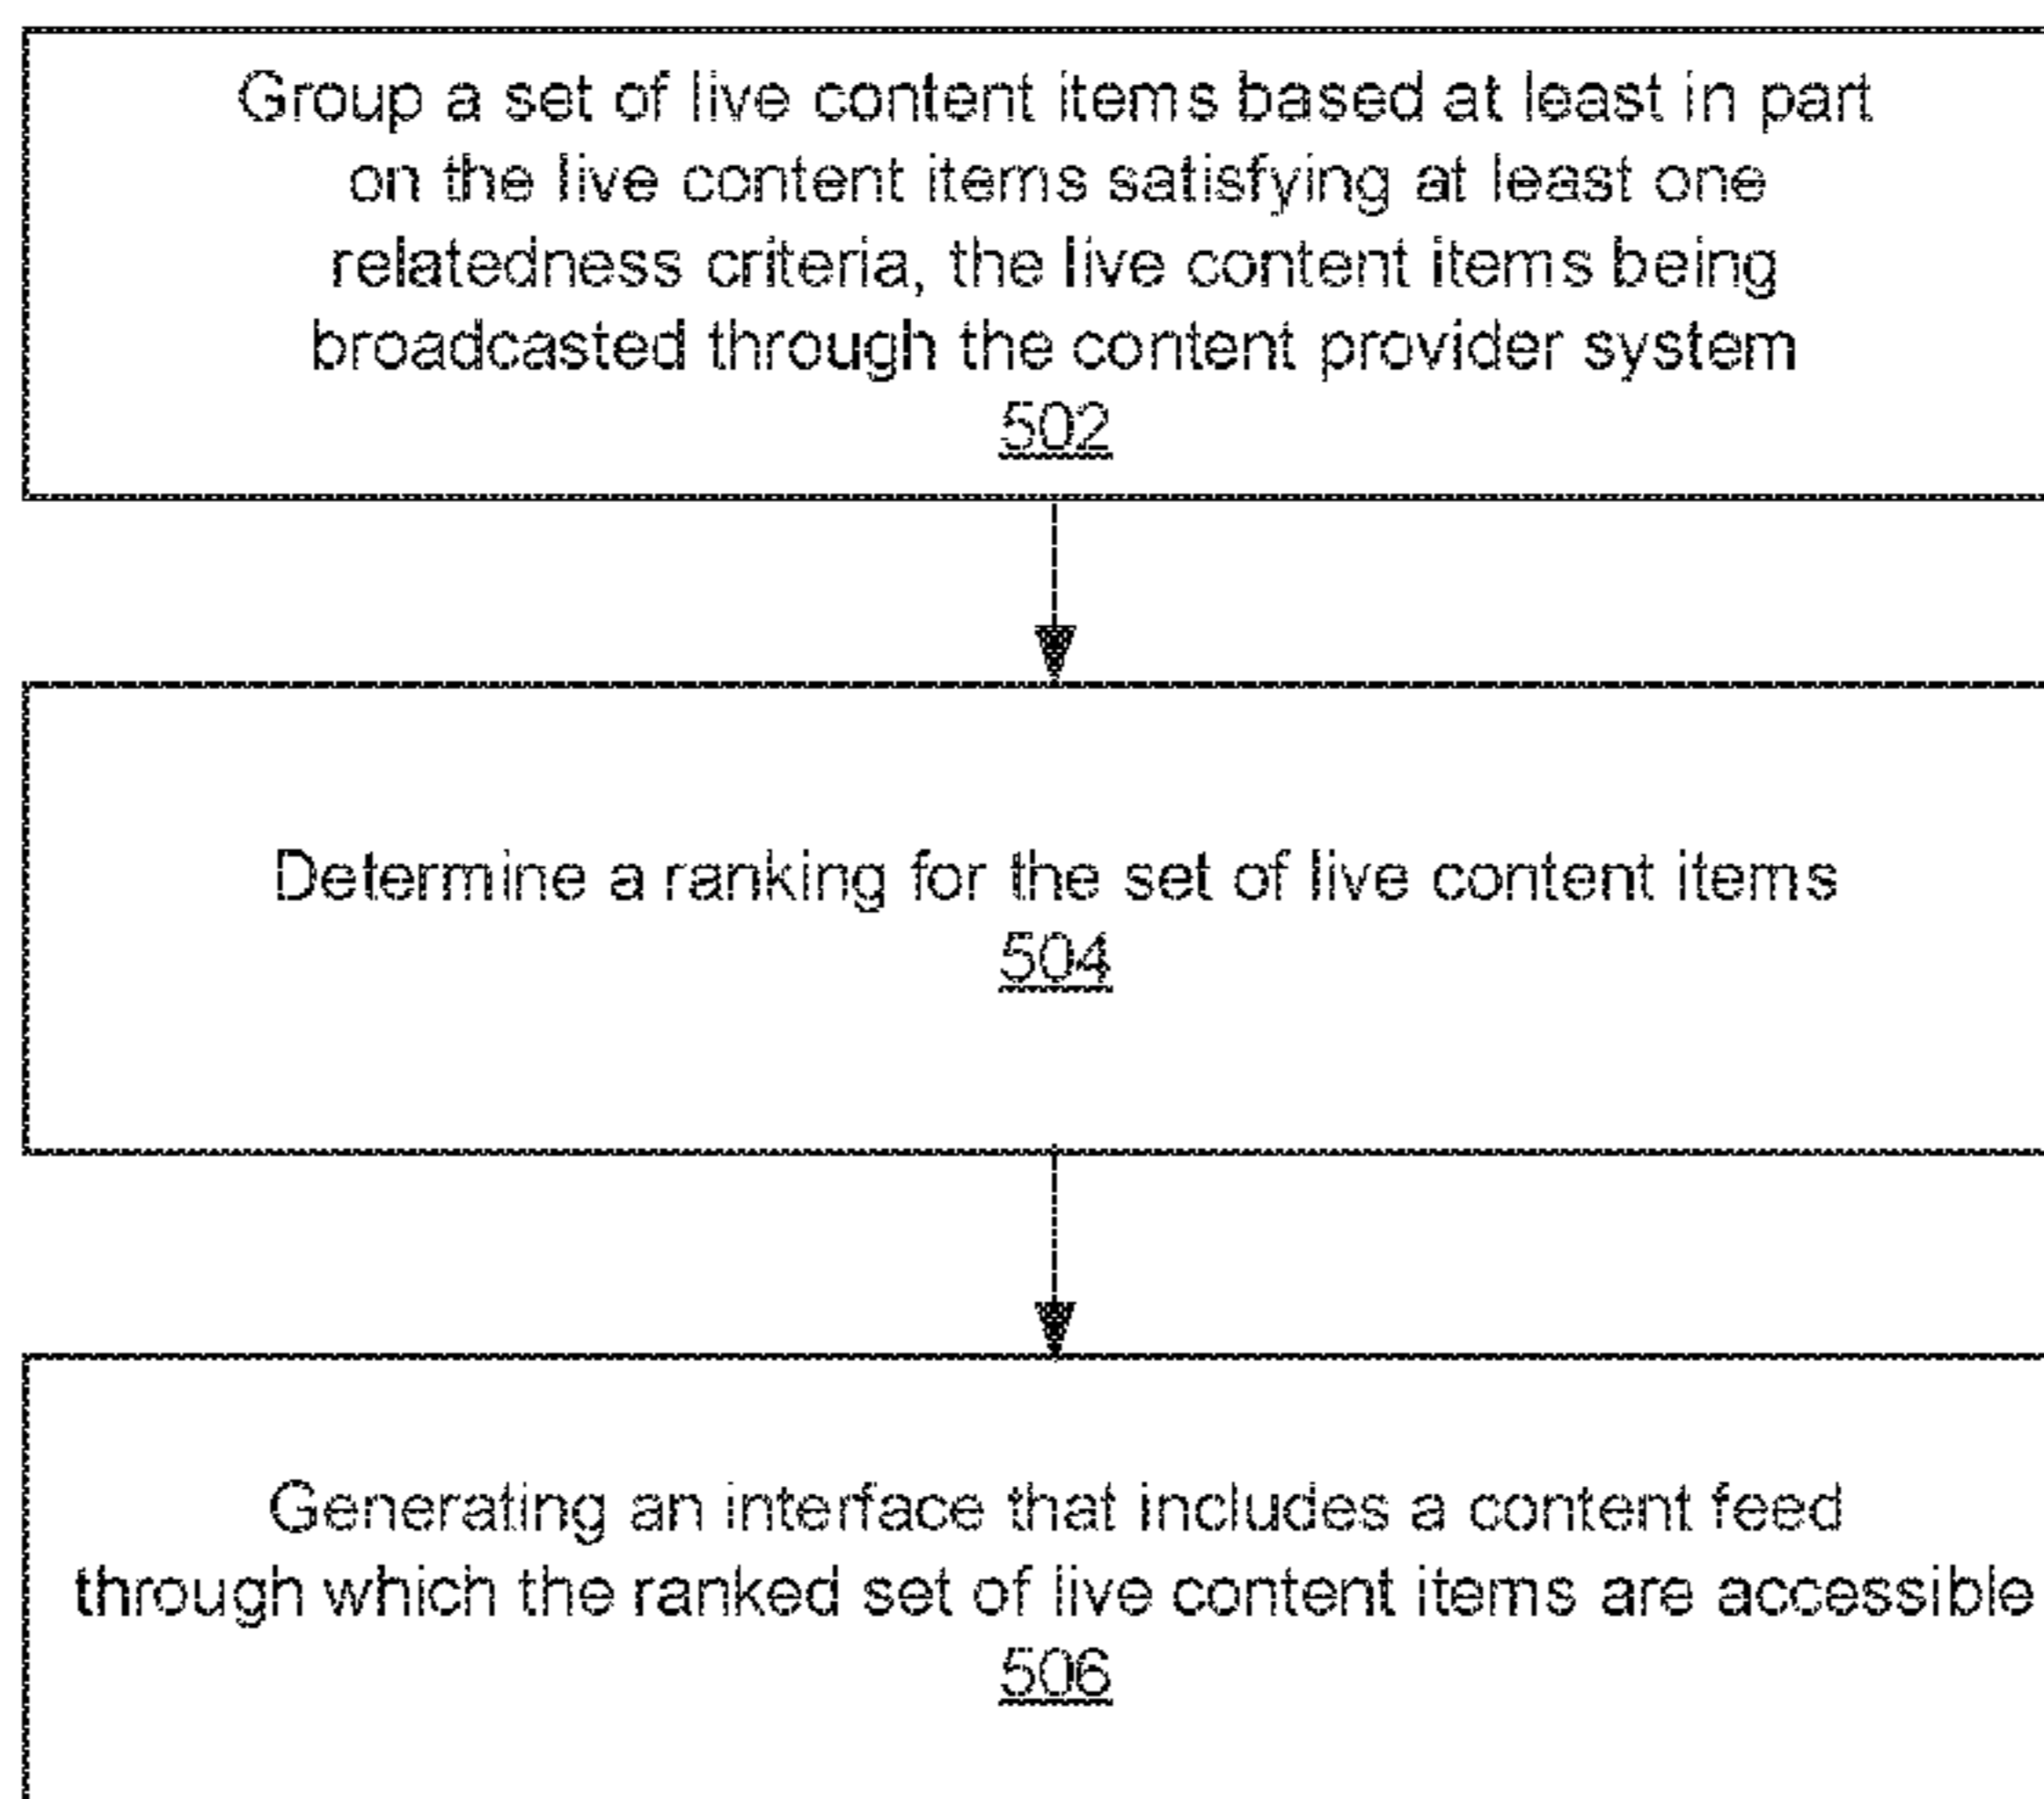 Group a set of live content items based at least in part
on the live content items satisfying at least one
relatedness criteria, the live content items being
broadcasted through the content provider system
502
Determine a ranking for the set of live content items
504
Generating an interface that includes a content feed
through which the ranked set of live content items are accessible
506